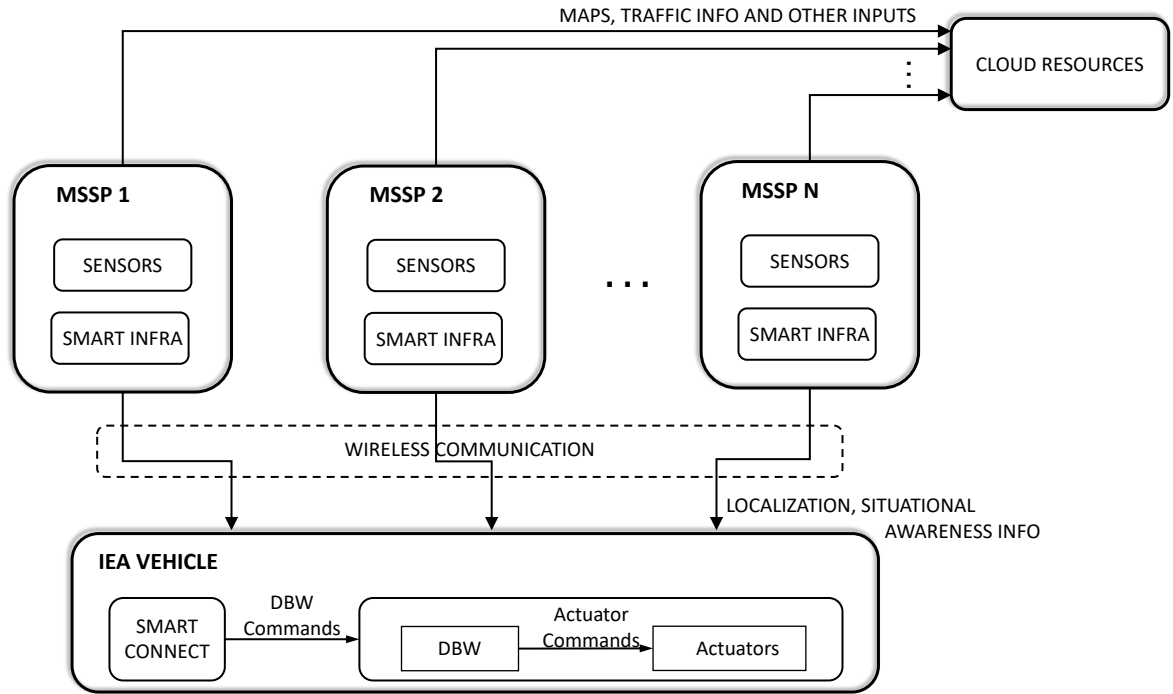 MAPS, TRAFFIC INFO AND OTHER INPUTS
CLOUD RESOURCES
MSSP 1
SENSORS
SMART INFRA
MSSP 2
SENSORS
SMART INFRA
...
MSSP N
SENSORS
SMART INFRA
WIRELESS COMMUNICATION
LOCALIZATION, SITUATIONAL
AWARENESS INFO
IEA VEHICLE
SMART
CONNECT
DBW
Commands
DBW
Actuator
Commands
Actuators